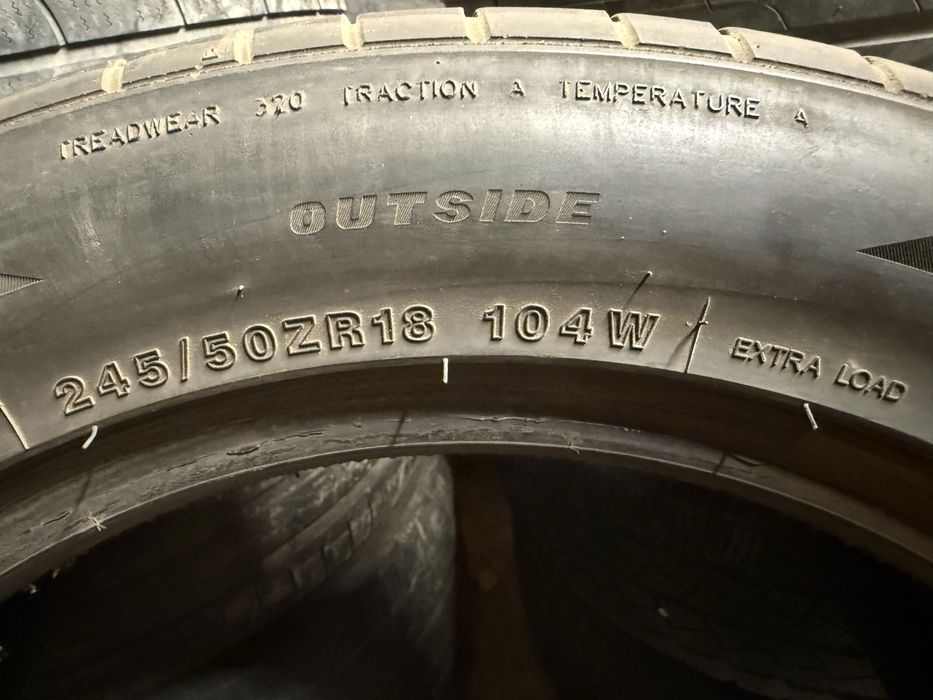 TREADWEAR 320 TRACTION A TEMPERATURE A
OUTSIDE
245/50ZR18 104W EXTRA LOAD